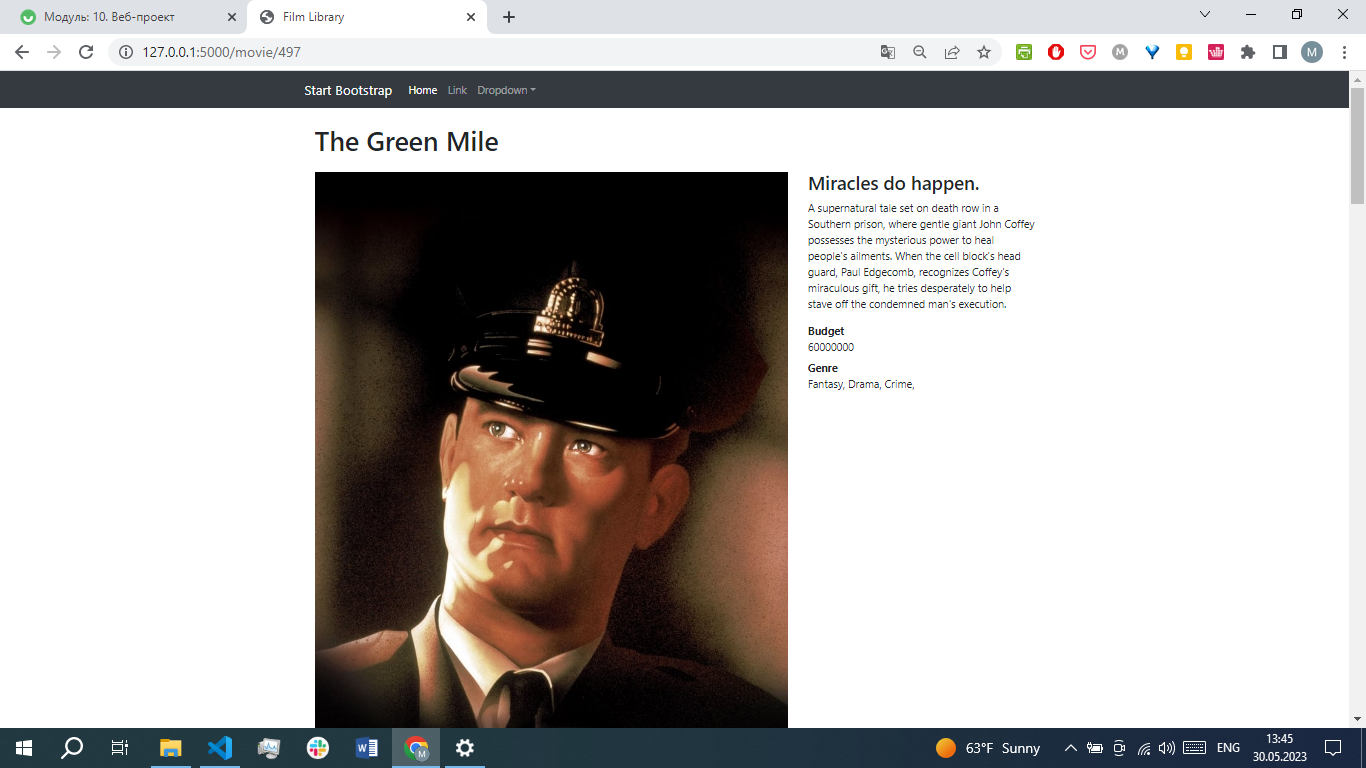 Модуль: 10. Веб-проект
Film Library
127.0.0.1:5000/movie/497
M
M
Start Bootstrap Home Link Dropdown
The Green Mile
Miracles do happen.
A supernatural tale set on death row in a
Southern prison, where gentle giant John Coffey
possesses the mysterious power to heal
people's ailments. When the cell block's head
guard, Paul Edgecomb, recognizes Coffey's
miraculous gift, he tries desperately to help
stave off the condemned man's execution.
Budget
60000000
Genre
Fantasy, Drama, Crime,
W
M
63°F Sunny
ENG
13:45
30.05.2023